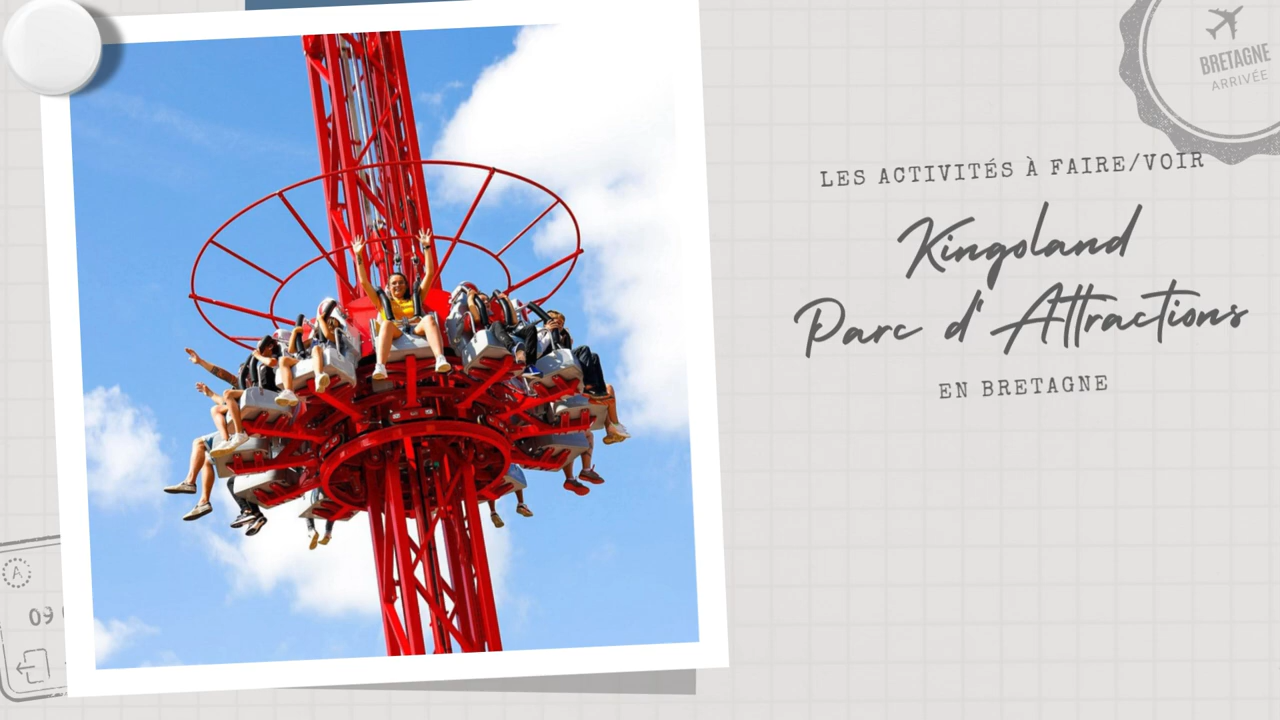 BRETAGNE
ARRIVÉE
LES ACTIVITÉS À FAIRE/VOIR
Kingoland
Parc d'Attractions
EN BRETAGNE
A
09